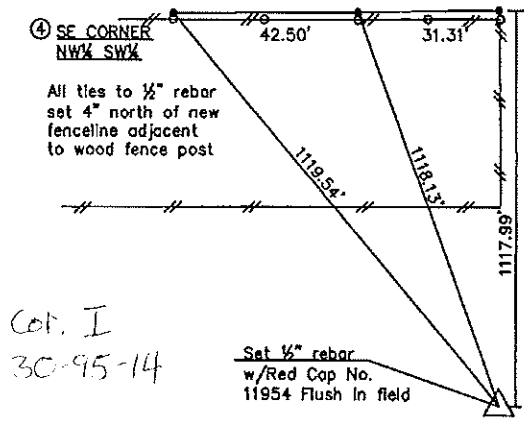 ④ SE CORNER
NW¼ SW¼
42.50'
31.31'
All ties to ½" rebar
set 4" north of new
fenceline adjacent
to wood fence post
1119.54'
1118.13'
1117.99'
Cor. I
30-95-14
Set ½" rebar
w/Red Cap No.
11954 Flush in field